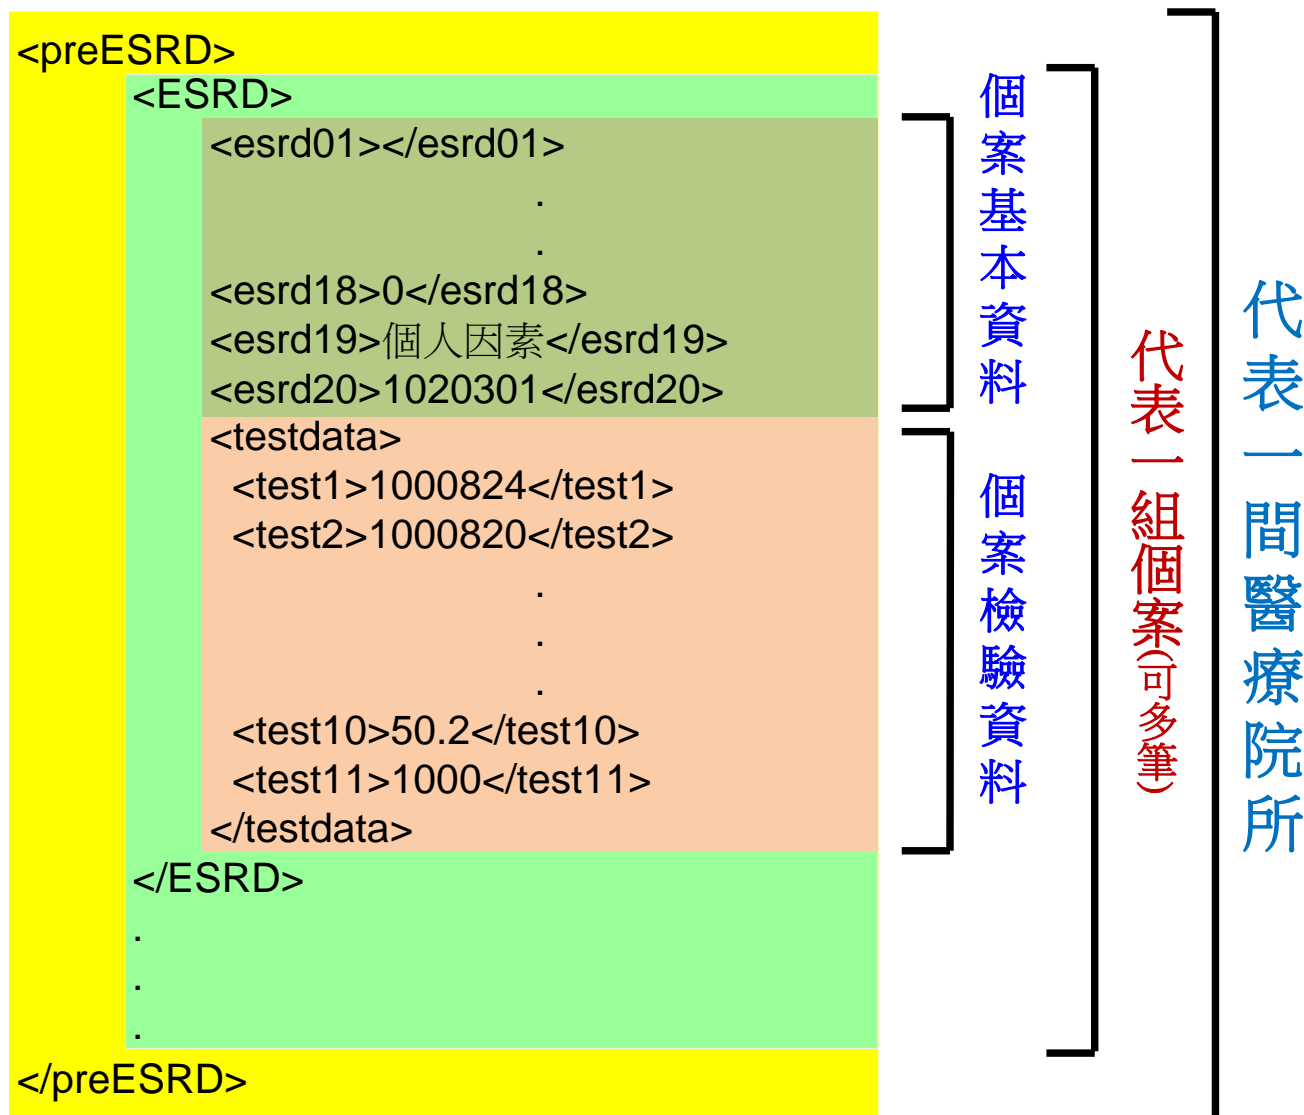 <preESRD>
<ESRD>
<esrd01></esrd01>
.
.
<esrd18>0</esrd18>
<esrd19>個人因素</esrd19>
<esrd20>1020301</esrd20>
<testdata>
<test1>1000824</test1>
<test2>1000820</test2>
.
.
.
<test10>50.2</test10>
<test11>1000</test11>
</testdata>
</ESRD>
.
.
.
</preESRD>
個案基本資料
個案檢驗資料
代表一組個案(可多筆)
代表一間醫療院所